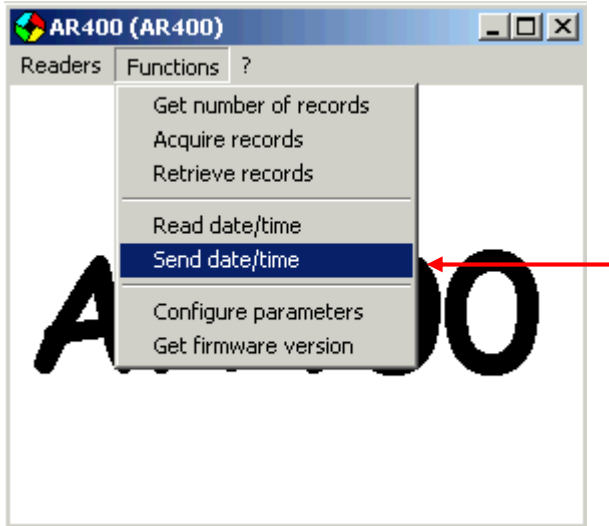 AR400 (AR400)
Readers Functions ?
Get number of records
Acquire records
Retrieve records
Read date/time
Send date/time
Configure parameters
Get firmware version